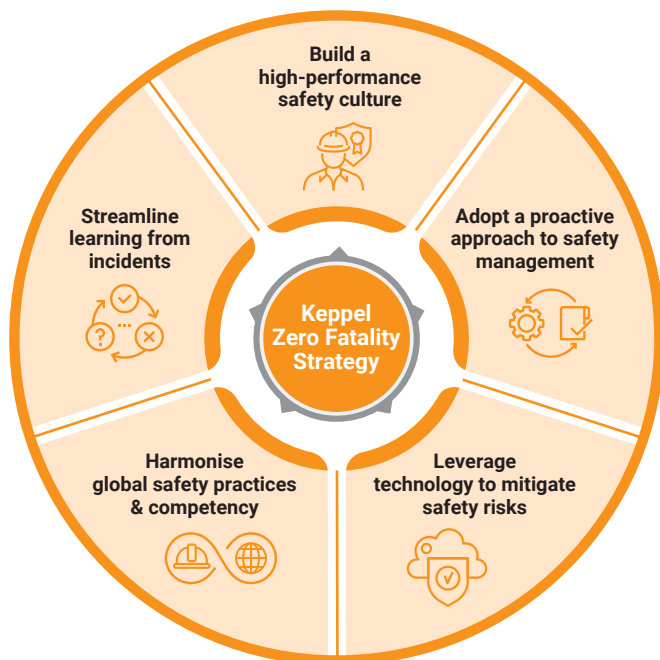 Build a
high-performance
safety culture
Adopt a proactive
approach to safety
management
Leverage
technology to mitigate
safety risks
Harmonise
global safety practices
& competency
Streamline
learning from
incidents
Keppel
Zero Fatality
Strategy